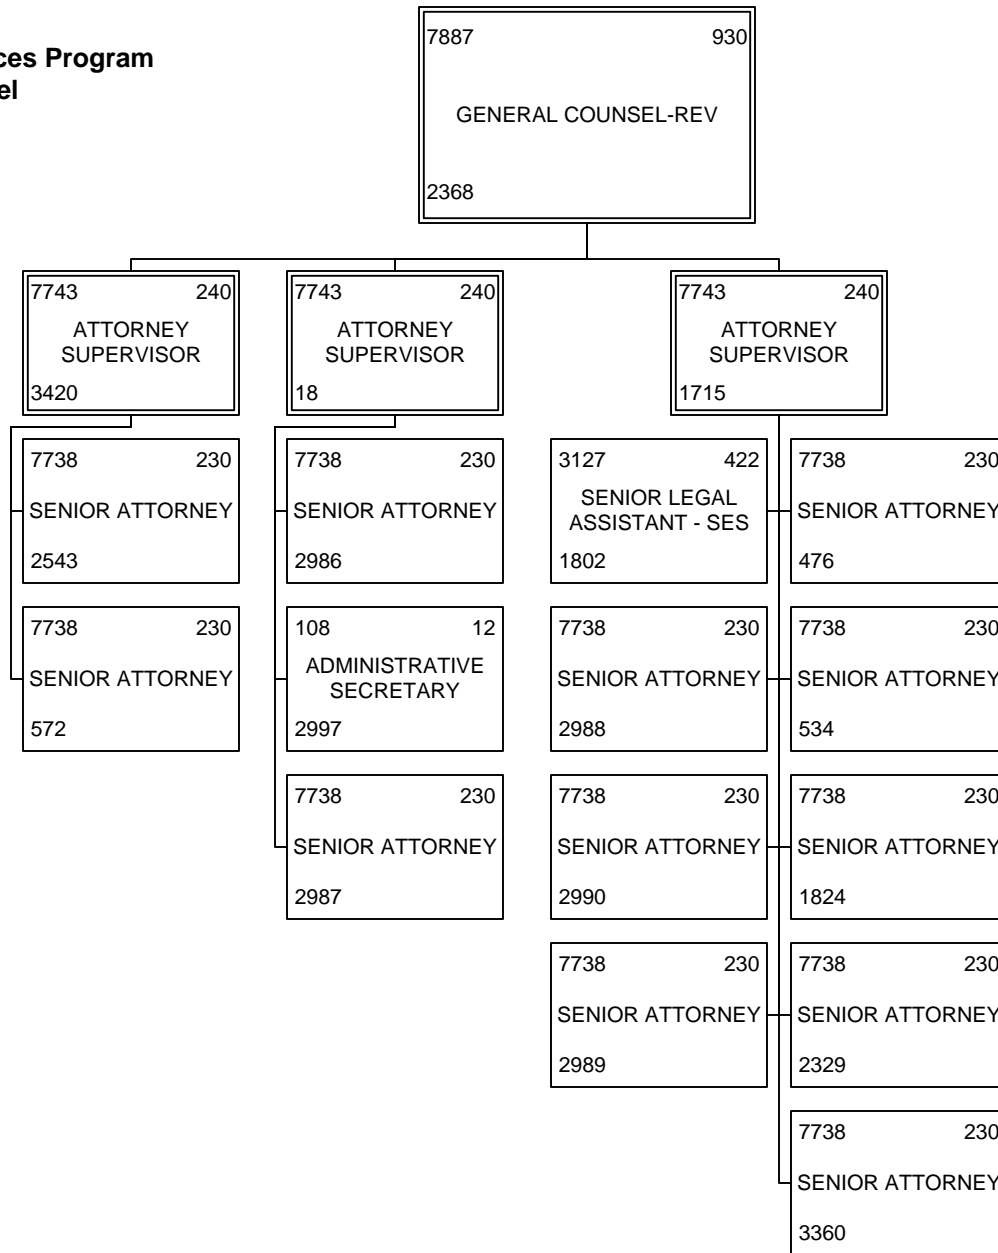 Program
7887 930
GENERAL COUNSEL-REV
2368
7743 240
ATTORNEY
SUPERVISOR
3420
7743 240
ATTORNEY
SUPERVISOR
18
7743 240
ATTORNEY
SUPERVISOR
1715
7738 230
SENIOR ATTORNEY
2543
7738 230
SENIOR ATTORNEY
572
7738 230
SENIOR ATTORNEY
2986
108 12
ADMINISTRATIVE
SECRETARY
2997
7738 230
SENIOR ATTORNEY
2987
3127 422
SENIOR LEGAL
ASSISTANT - SES
1802
7738 230
SENIOR ATTORNEY
476
7738 230
SENIOR ATTORNEY
2988
7738 230
SENIOR ATTORNEY
534
7738 230
SENIOR ATTORNEY
2990
7738 230
SENIOR ATTORNEY
1824
7738 230
SENIOR ATTORNEY
2989
7738 230
SENIOR ATTORNEY
2329
7738 230
SENIOR ATTORNEY
3360